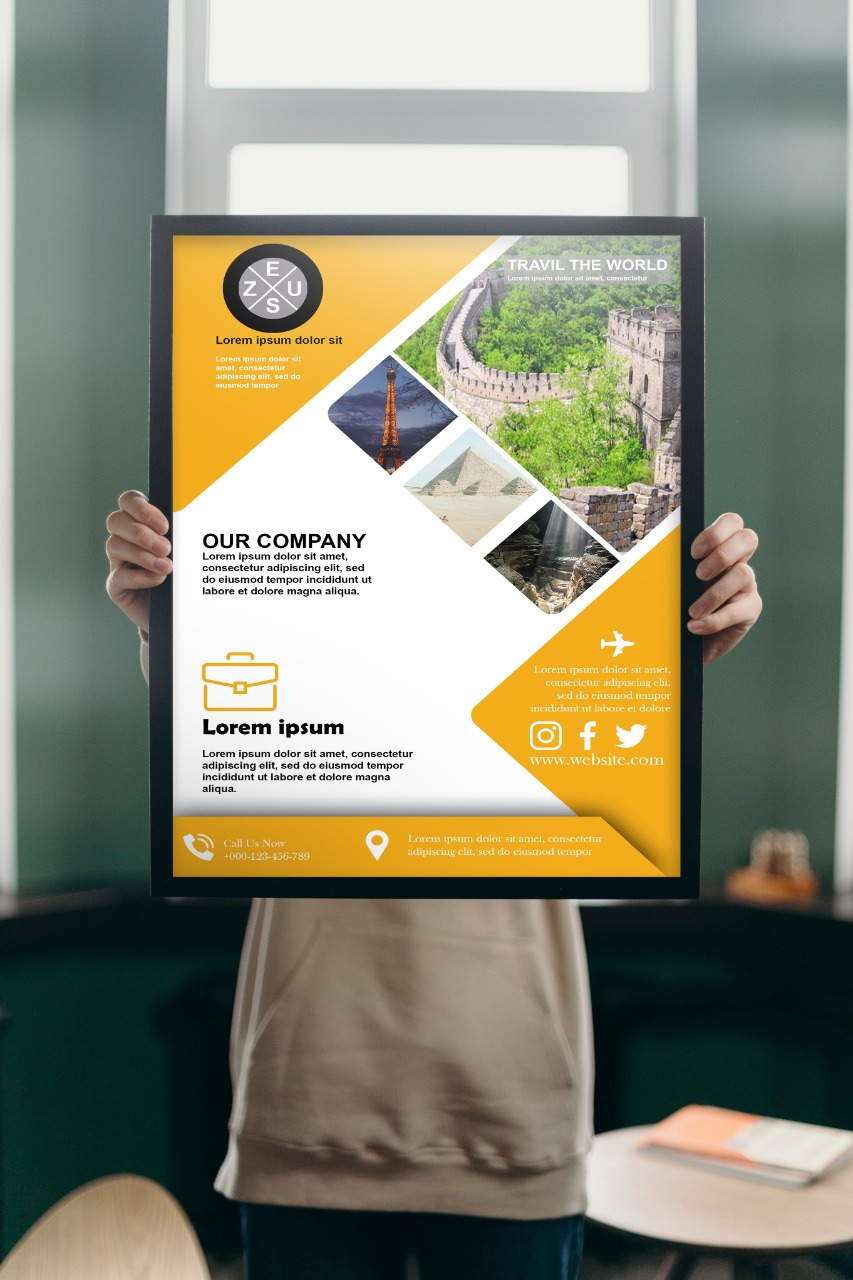 E
Z U
S
Lorem ipsum dolor sit
Lorem ipsum dolor sit
amet, consectetur
adipiscing elit, sed do
eiusmod tempor
TRAVIL THE WORLD
Lorem ipsum dolor sit amet, consectetur
OUR COMPANY
Lorem ipsum dolor sit amet,
consectetur adipiscing elit, sed
do eiusmod tempor incididunt ut
labore et dolore magna aliqua.
Lorem ipsum
Lorem ipsum dolor sit amet, consectetur
adipiscing elit, sed do eiusmod tempor
incididunt ut labore et dolore magna
aliqua.
Lorem ipsum dolor sit amet,
consectetur adipiscing elit,
sed do eiusmod tempor
incididunt ut labore et dolore
www.website.com
Call Us Now
+000-123-456-789
Lorem ipsum dolor sit amet, consectetur
adipiscing elit, sed do eiusmod tempor